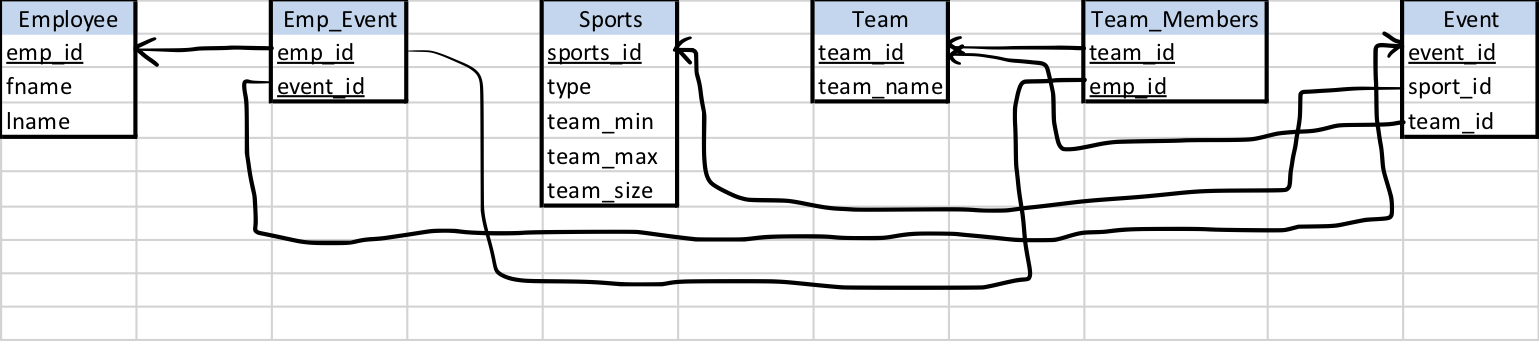 Employee
emp_id
fname
lname
Emp_Event
emp_id
event_id
Sports
sports_id
type
team_min
team_max
team_size
Team
team_id
team_name
Team_Members
team_id
emp_id
Event
event_id
sport_id
team_id